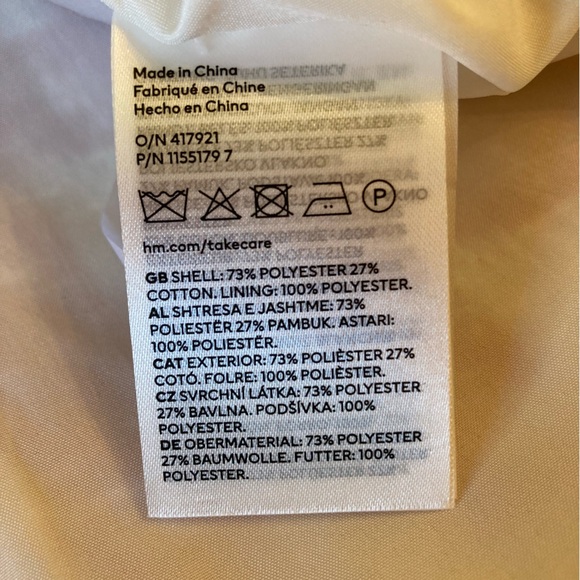 Made in China
Fabriqué en Chine
Hecho en China
O/N 417921
P/N 1155179 7
P
hm.com/takecare
GB SHELL: 73% POLYESTER 27%
COTTON. LINING: 100% POLYESTER.
AL SHTRESA E JASHTME: 73%
POLIESTËR 27% PAMBUK. ASTARI:
100% POLIESTËR.
CAT EXTERIOR: 73% POLIÈSTER 27%
COTÓ. FOLRE: 100% POLIÈSTER.
CZ SVRCHNÍ LÁTKA: 73% POLYESTER
27% BAVLNA. PODŠÍVKA: 100%
POLYESTER.
DE OBERMATERIAL: 73% POLYESTER
27% BAUMWOLLE. FUTTER: 100%
POLYESTER.